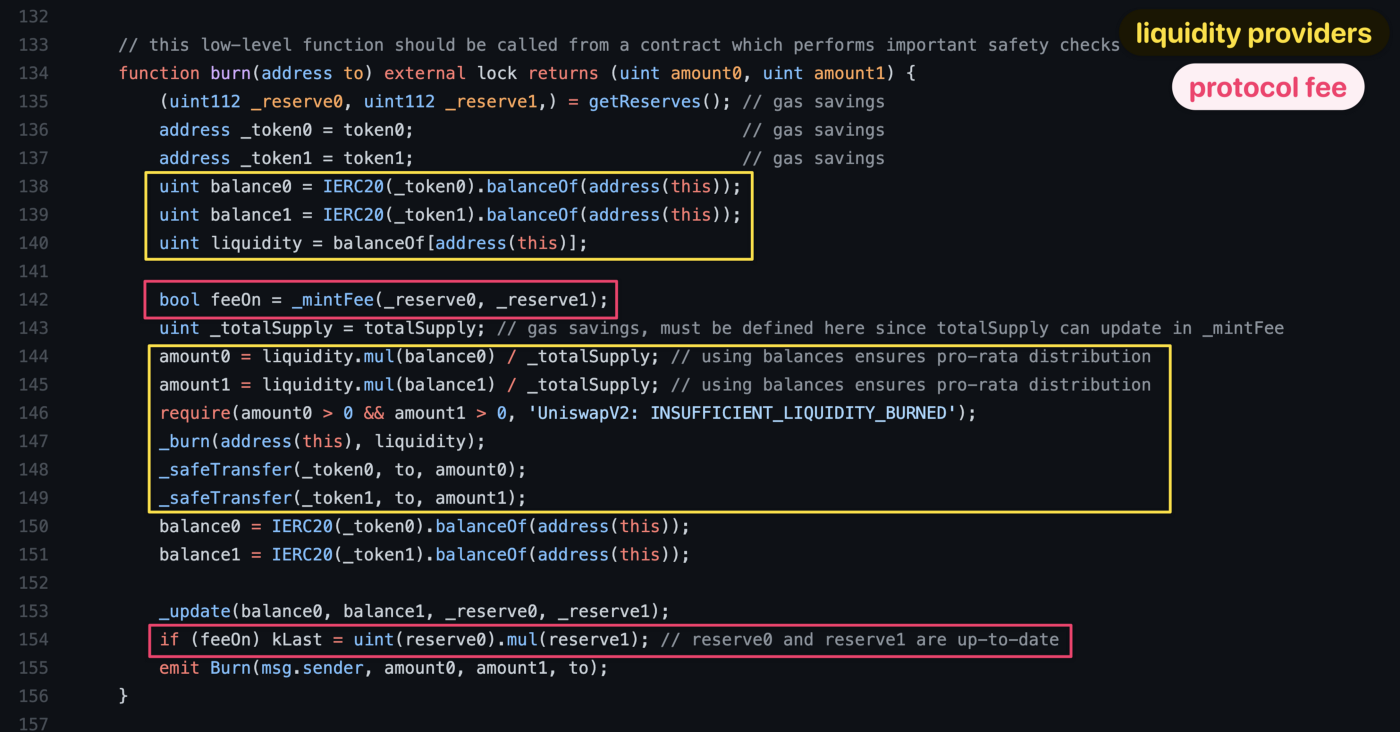 132
liquidity providers
133 // this low-level function should be called from a contract which performs important safety checks
134 function burn(address to) external lock returns (uint amount0, uint amount1) {
protocol fee
135 (uint112 _reserve0, uint112 _reserve1,) = getReserves(); // gas savings
136 address _token0 = token0; // gas savings
137 address _token1 = token1; // gas savings
138 uint balance0 = IERC20(_token0).balanceOf(address(this));
139 uint balance1 = IERC20(_token1).balanceOf(address(this));
140 uint liquidity = balanceOf[address(this)];
141
142 bool feeOn = _mintFee(_reserve0, _reserve1);
143 uint _totalSupply = totalSupply; // gas savings, must be defined here since totalSupply can update in _mintFee
144 amount0 = liquidity.mul(balance0) / _totalSupply; // using balances ensures pro-rata distribution
145 amount1 = liquidity.mul(balance1) / _totalSupply; // using balances ensures pro-rata distribution
146 require(amount0 > 0 && amount1 > 0, 'UniswapV2: INSUFFICIENT_LIQUIDITY_BURNED');
147 _burn(address(this), liquidity);
148 _safeTransfer(_token0, to, amount0);
149 _safeTransfer(_token1, to, amount1);
150 balance0 = IERC20(_token0).balanceOf(address(this));
151 balance1 = IERC20(_token1).balanceOf(address(this));
152
153 _update(balance0, balance1, _reserve0, _reserve1);
154 if (feeOn) kLast = uint(reserve0).mul(reserve1); // reserve0 and reserve1 are up-to-date
155 emit Burn(msg.sender, amount0, amount1, to);
156 }
157